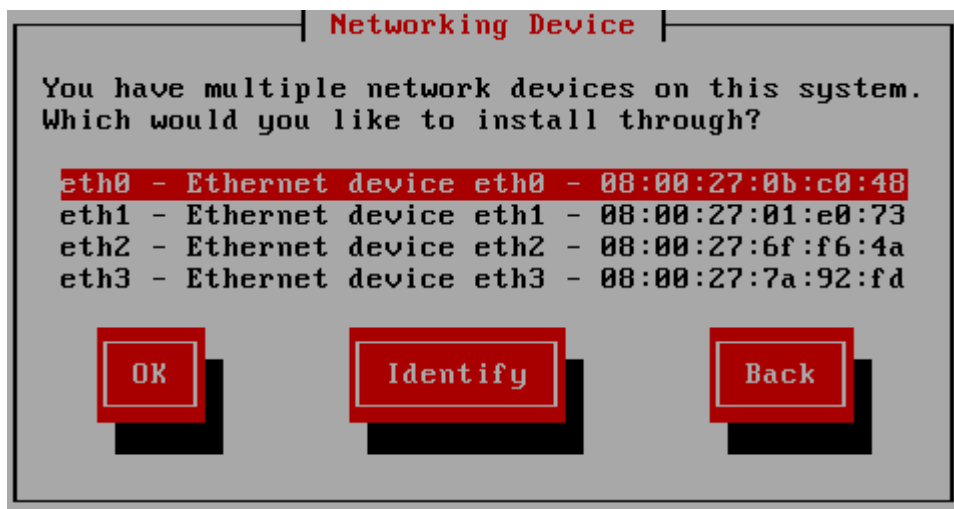 Networking Device
You have multiple network devices on this system.
Which would you like to install through?
eth0 - Ethernet device eth0 - 08:00:27:0b:c0:48
eth1 - Ethernet device eth1 - 08:00:27:01:e0:73
eth2 - Ethernet device eth2 - 08:00:27:6f:f6:4a
eth3 - Ethernet device eth3 - 08:00:27:7a:92:fd
OK Identify Back